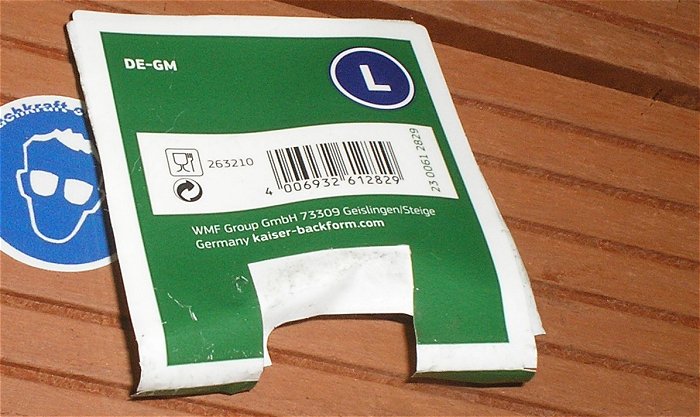 DE-GM
L
263210
4 006932 612829
23 0061 2829
WMF Group GmbH 73309 Geislingen/Steige
Germany kaiser-backform.com